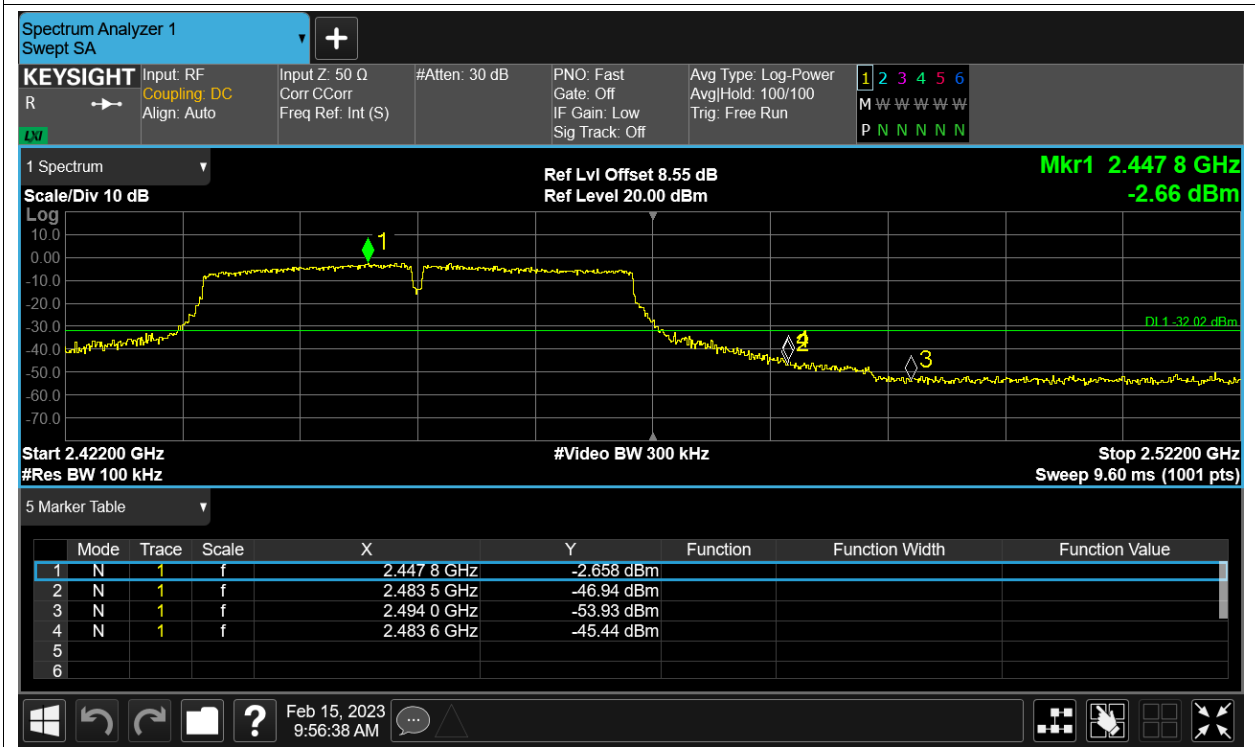 Spectrum Analyzer 1
Swept SA
+
KEYSIGHT Input: RF Input Z: 50 Ω #Atten: 30 dB PNO: Fast Avg Type: Log-Power 1 2 3 4 5 6
R Coupling: DC Corr CCorr Gate: Off Avg|Hold: 100/100 M W W W W W
Align: Auto Freq Ref: Int (S) IF Gain: Low Trig: Free Run
LXI Sig Track: Off P N N N N N
1 Spectrum Ref Lvl Offset 8.55 dB Mkr1 2.447 8 GHz
Scale/Div 10 dB Ref Level 20.00 dBm -2.66 dBm
Log
10.0
1
0.00
-10.0
-20.0
-30.0
DL1 -32.02 dBm
-40.0
2
3
-50.0
-60.0
-70.0
Start 2.42200 GHz #Video BW 300 kHz Stop 2.52200 GHz
#Res BW 100 kHz Sweep 9.60 ms (1001 pts)
5 Marker Table
Mode Trace Scale X Y Function Function Width Function Value
1 N 1 f 2.447 8 GHz -2.658 dBm
2 N 1 f 2.483 5 GHz -46.94 dBm
3 N 1 f 2.494 0 GHz -53.93 dBm
4 N 1 f 2.483 6 GHz -45.44 dBm
5
6
? Feb 15, 2023
9:56:38 AM